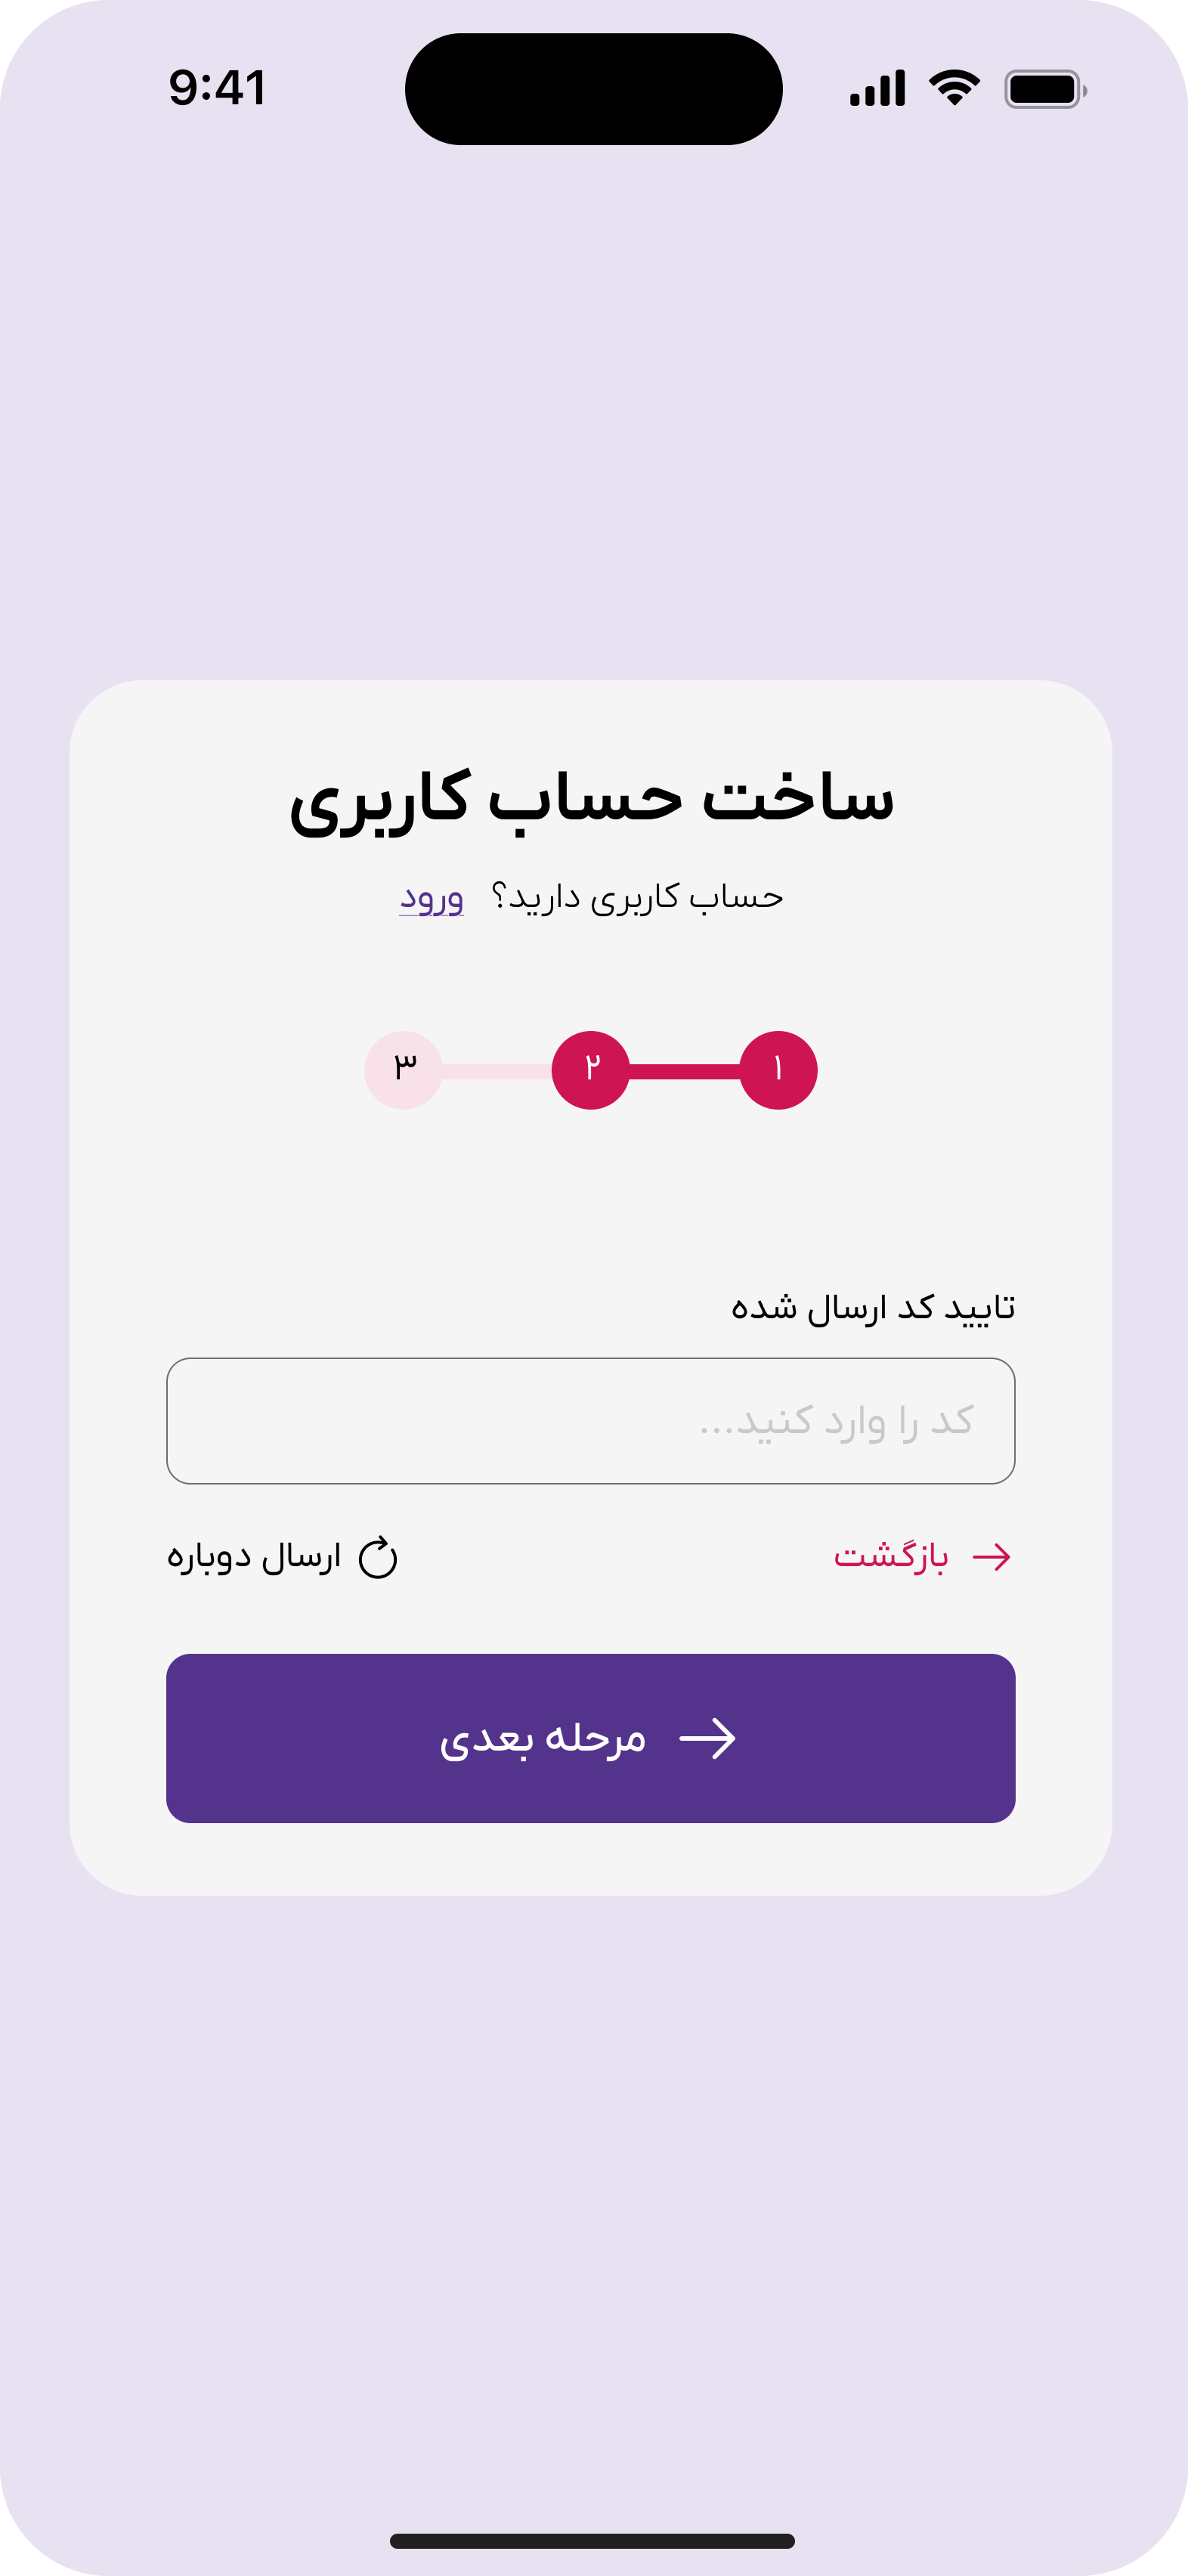 9:41
ساخت حساب کاربری
حساب کاربری دارید؟ ورود
۱ ۲ ۳
تایید کد ارسال شده
کد را وارد کنید...
بازگشت ارسال دوباره
مرحله بعدی